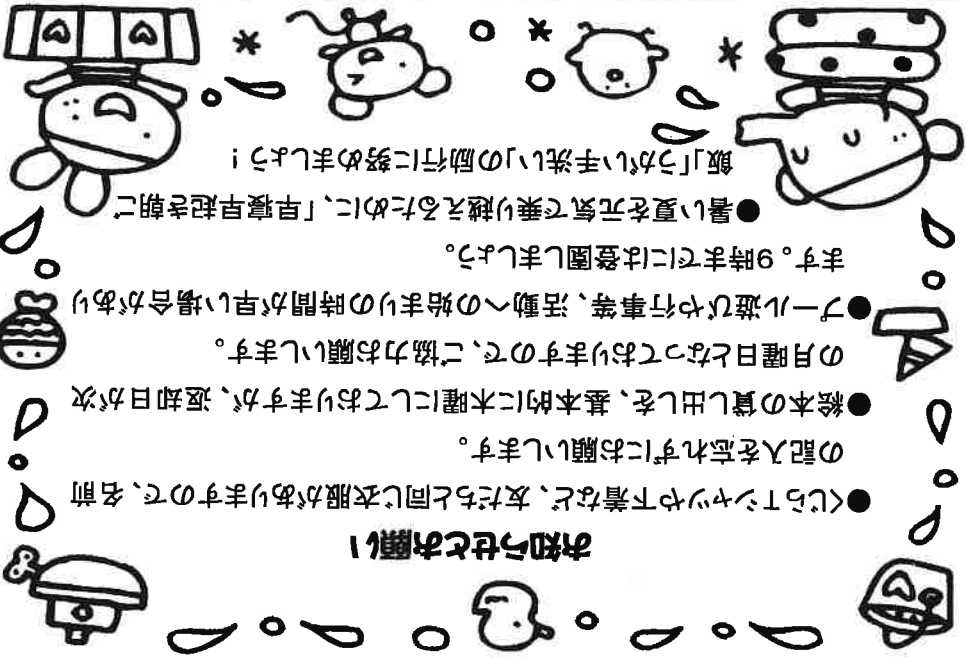 お知らせとお願い
●くじらTシャツや下着など、友だちと同じ衣服がありますので、名前
の記入を忘れずにお願いします。
●絵本の貸し出しを、基本的に木曜にしておりますが、返却日が次
の月曜日となっておりますので、ご協力お願いします。
●プール遊びや行事等、活動への始まりの時間が早い場合があり
ます。9時までには登園しましょう。
●暑い夏を元気で乗り越えるために、「早寝早起き朝ご
飯」「うがい手洗い」の励行に努めましょう!